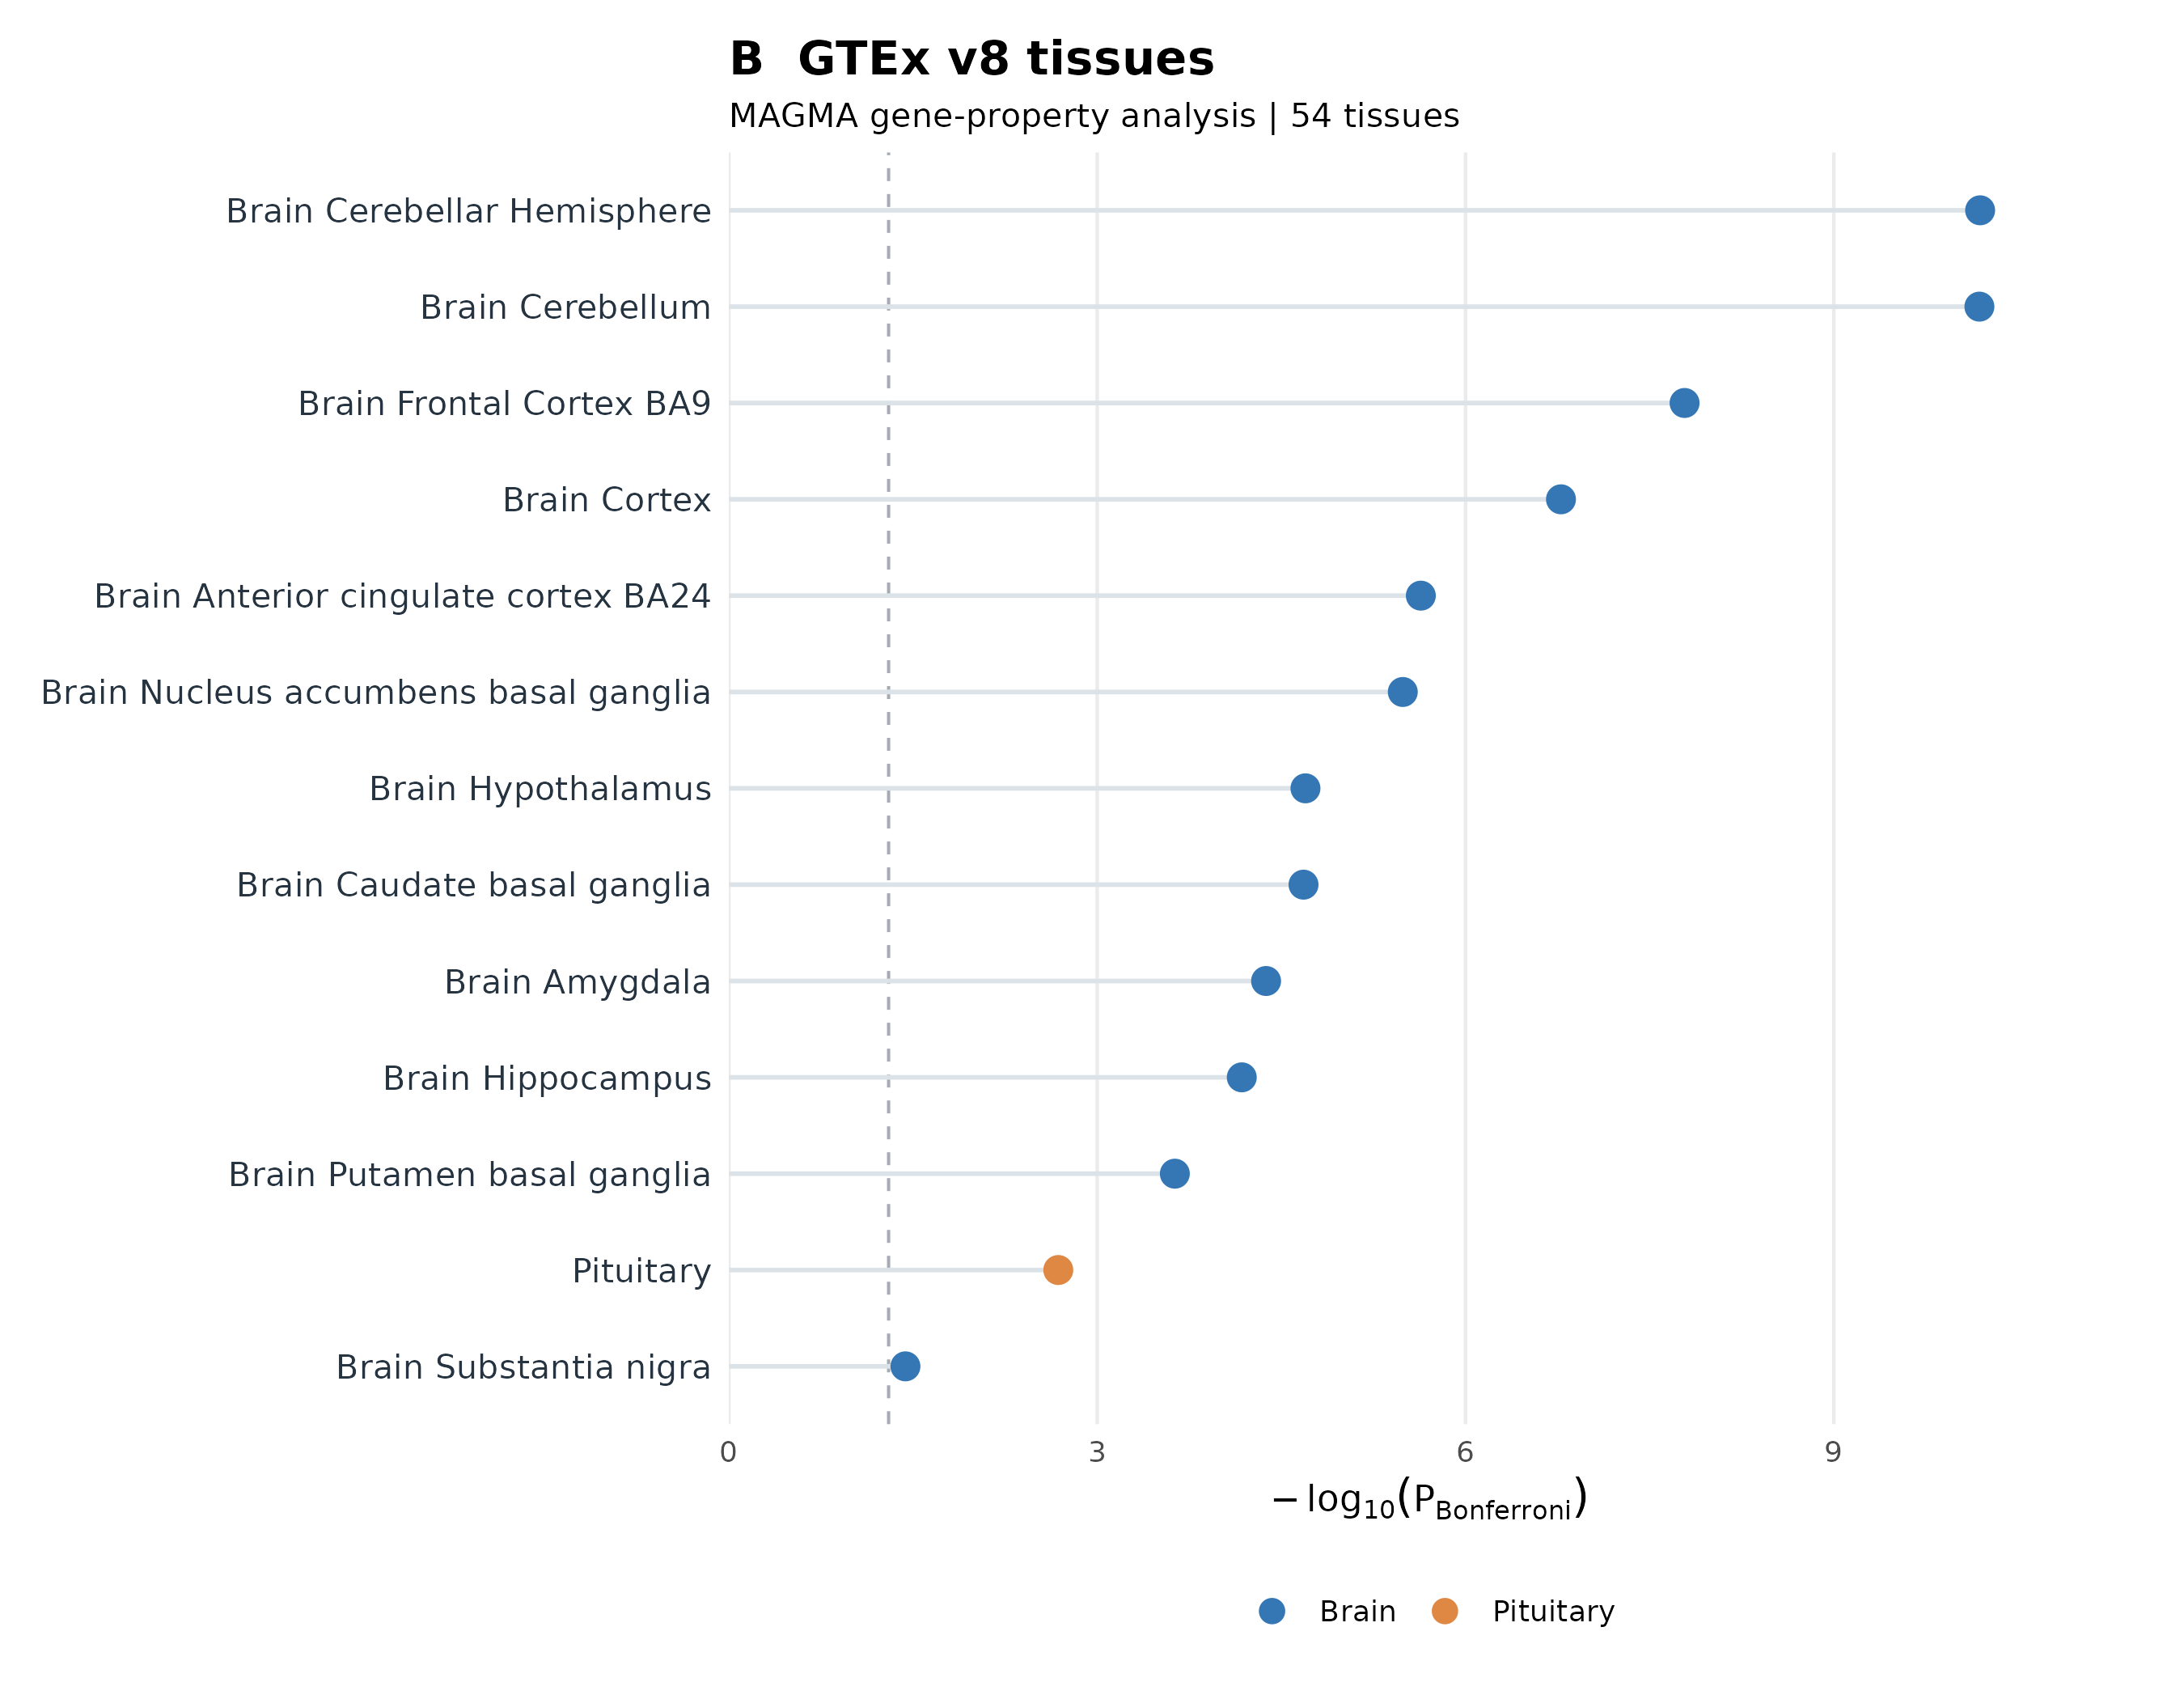 B  GTEx v8 tissues
MAGMA gene-property analysis | 54 tissues
Brain Cerebellar Hemisphere
Brain Cerebellum
Brain Frontal Cortex BA9
Brain Cortex
Brain Anterior cingulate cortex BA24
Brain Nucleus accumbens basal ganglia
Brain Hypothalamus
Brain Caudate basal ganglia
Brain Amygdala
Brain Hippocampus
Brain Putamen basal ganglia
Pituitary
Brain Substantia nigra
0 3 6 9
− log10(PBonferroni)
Brain Pituitary